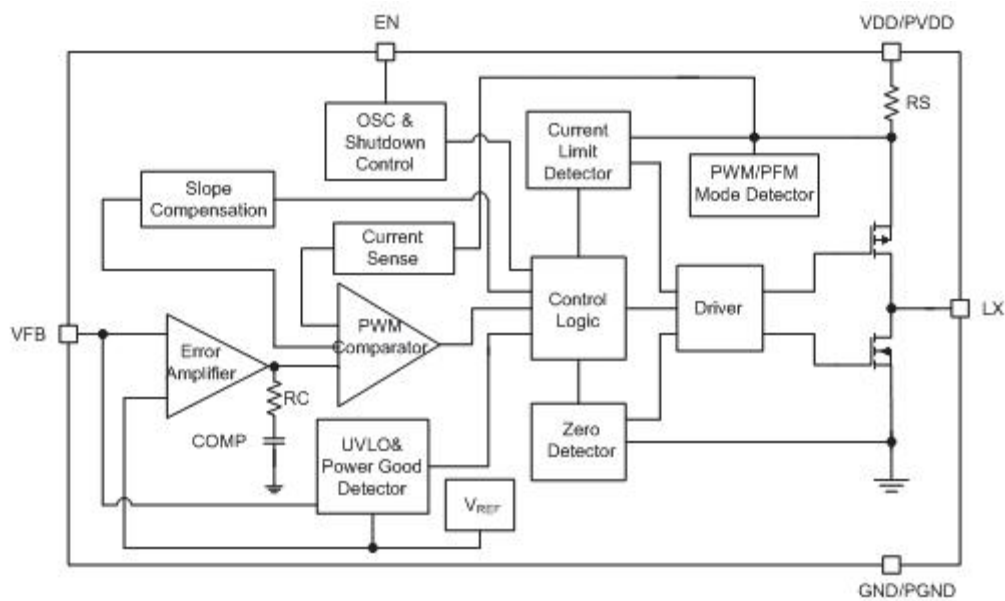 EN
VDD/PVDD
RS
OSC &
Shutdown
Control
Current
Limit
Detector
PWM/PFM
Mode Detector
Slope
Compensation
Current
Sense
Control
Logic
Driver
LX
VFB
PWM
Comparator
Error
Amplifier
RC
COMP
UVLO&
Power Good
Detector
Zero
Detector
VREF
GND/PGND